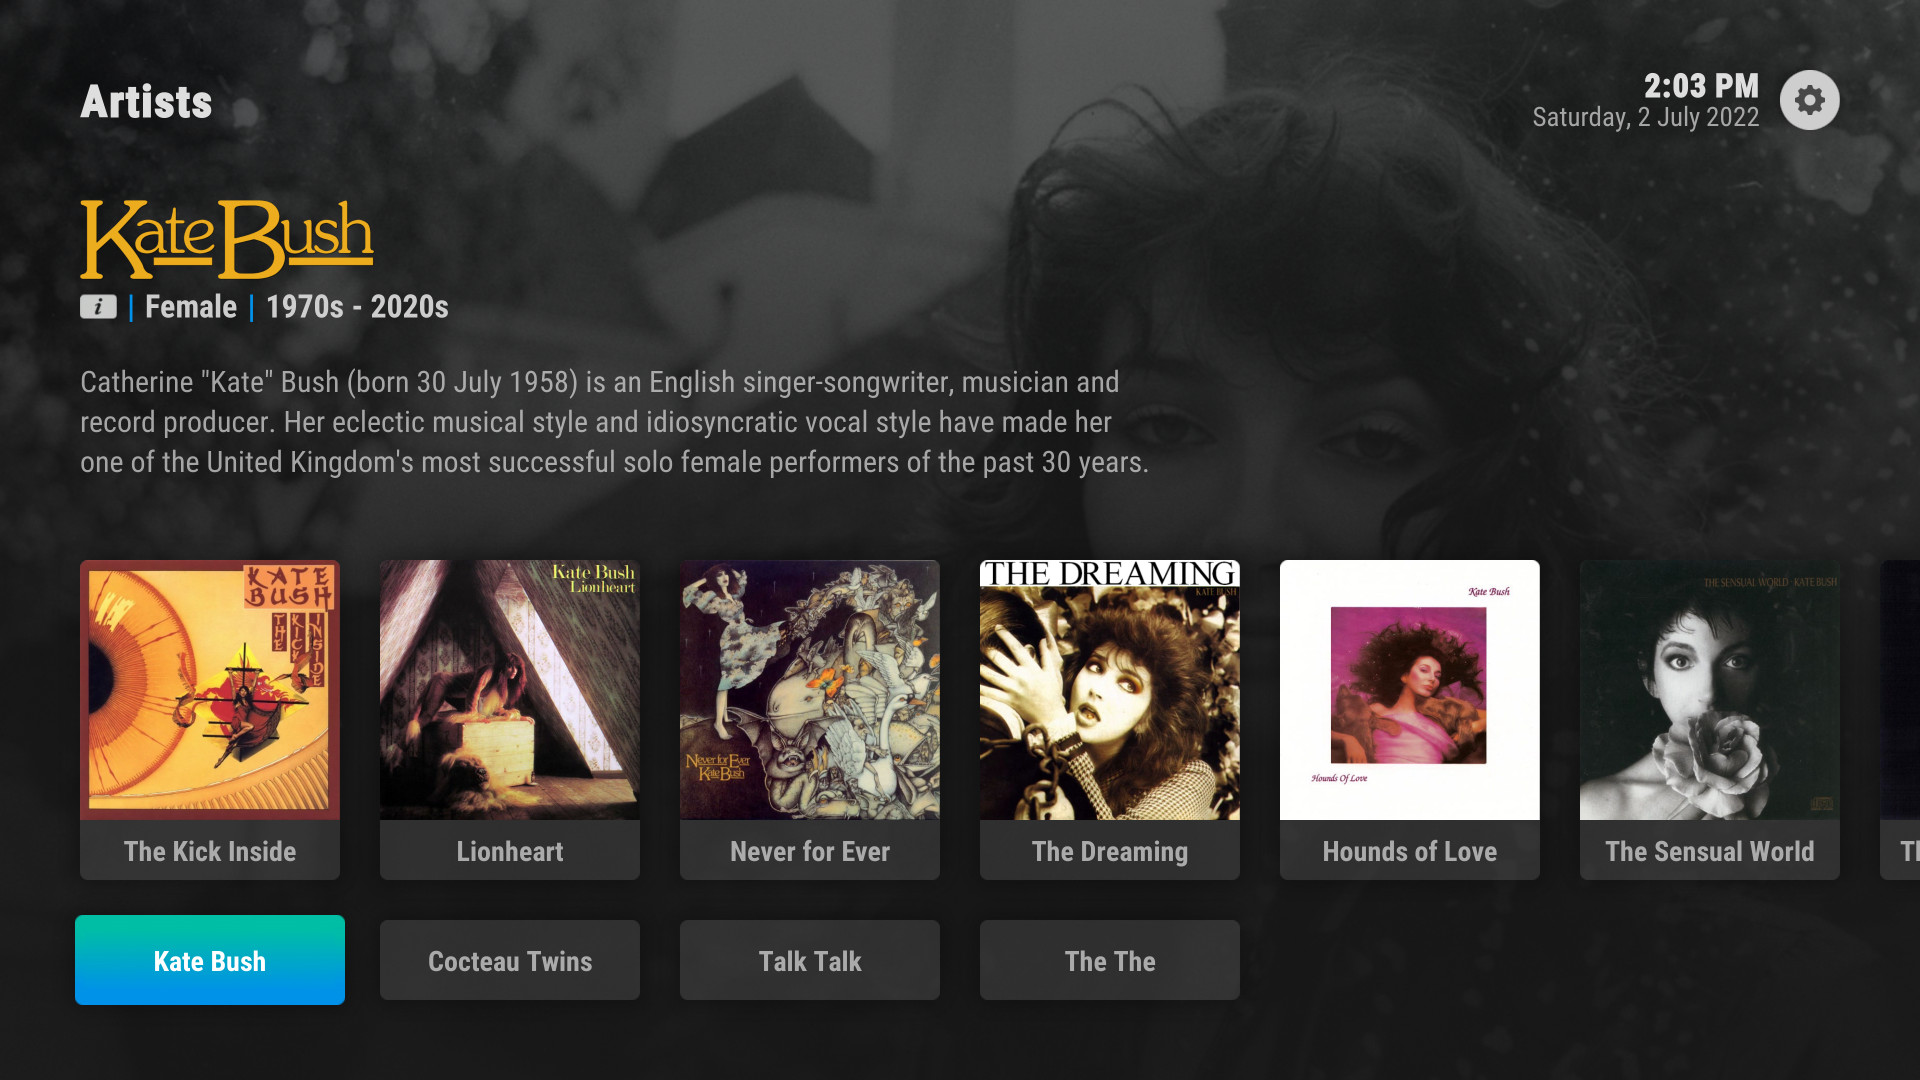 Artists
2:03 PM
Saturday, 2 July 2022
Kate Bush
i | Female | 1970s - 2020s
Catherine "Kate" Bush (born 30 July 1958) is an English singer-songwriter, musician and
record producer. Her eclectic musical style and idiosyncratic vocal style have made her
one of the United Kingdom's most successful solo female performers of the past 30 years.
KATE
BUSH
THE KICK INSIDE
Kate Bush
Lionheart
Never for Ever
Kate Bush
THE DREAMING
KATE BUSH
Kate Bush
Hounds Of Love
THE SENSUAL WORLD KATE BUSH
The Kick Inside
Lionheart
Never for Ever
The Dreaming
Hounds of Love
The Sensual World
Kate Bush
Cocteau Twins
Talk Talk
The The